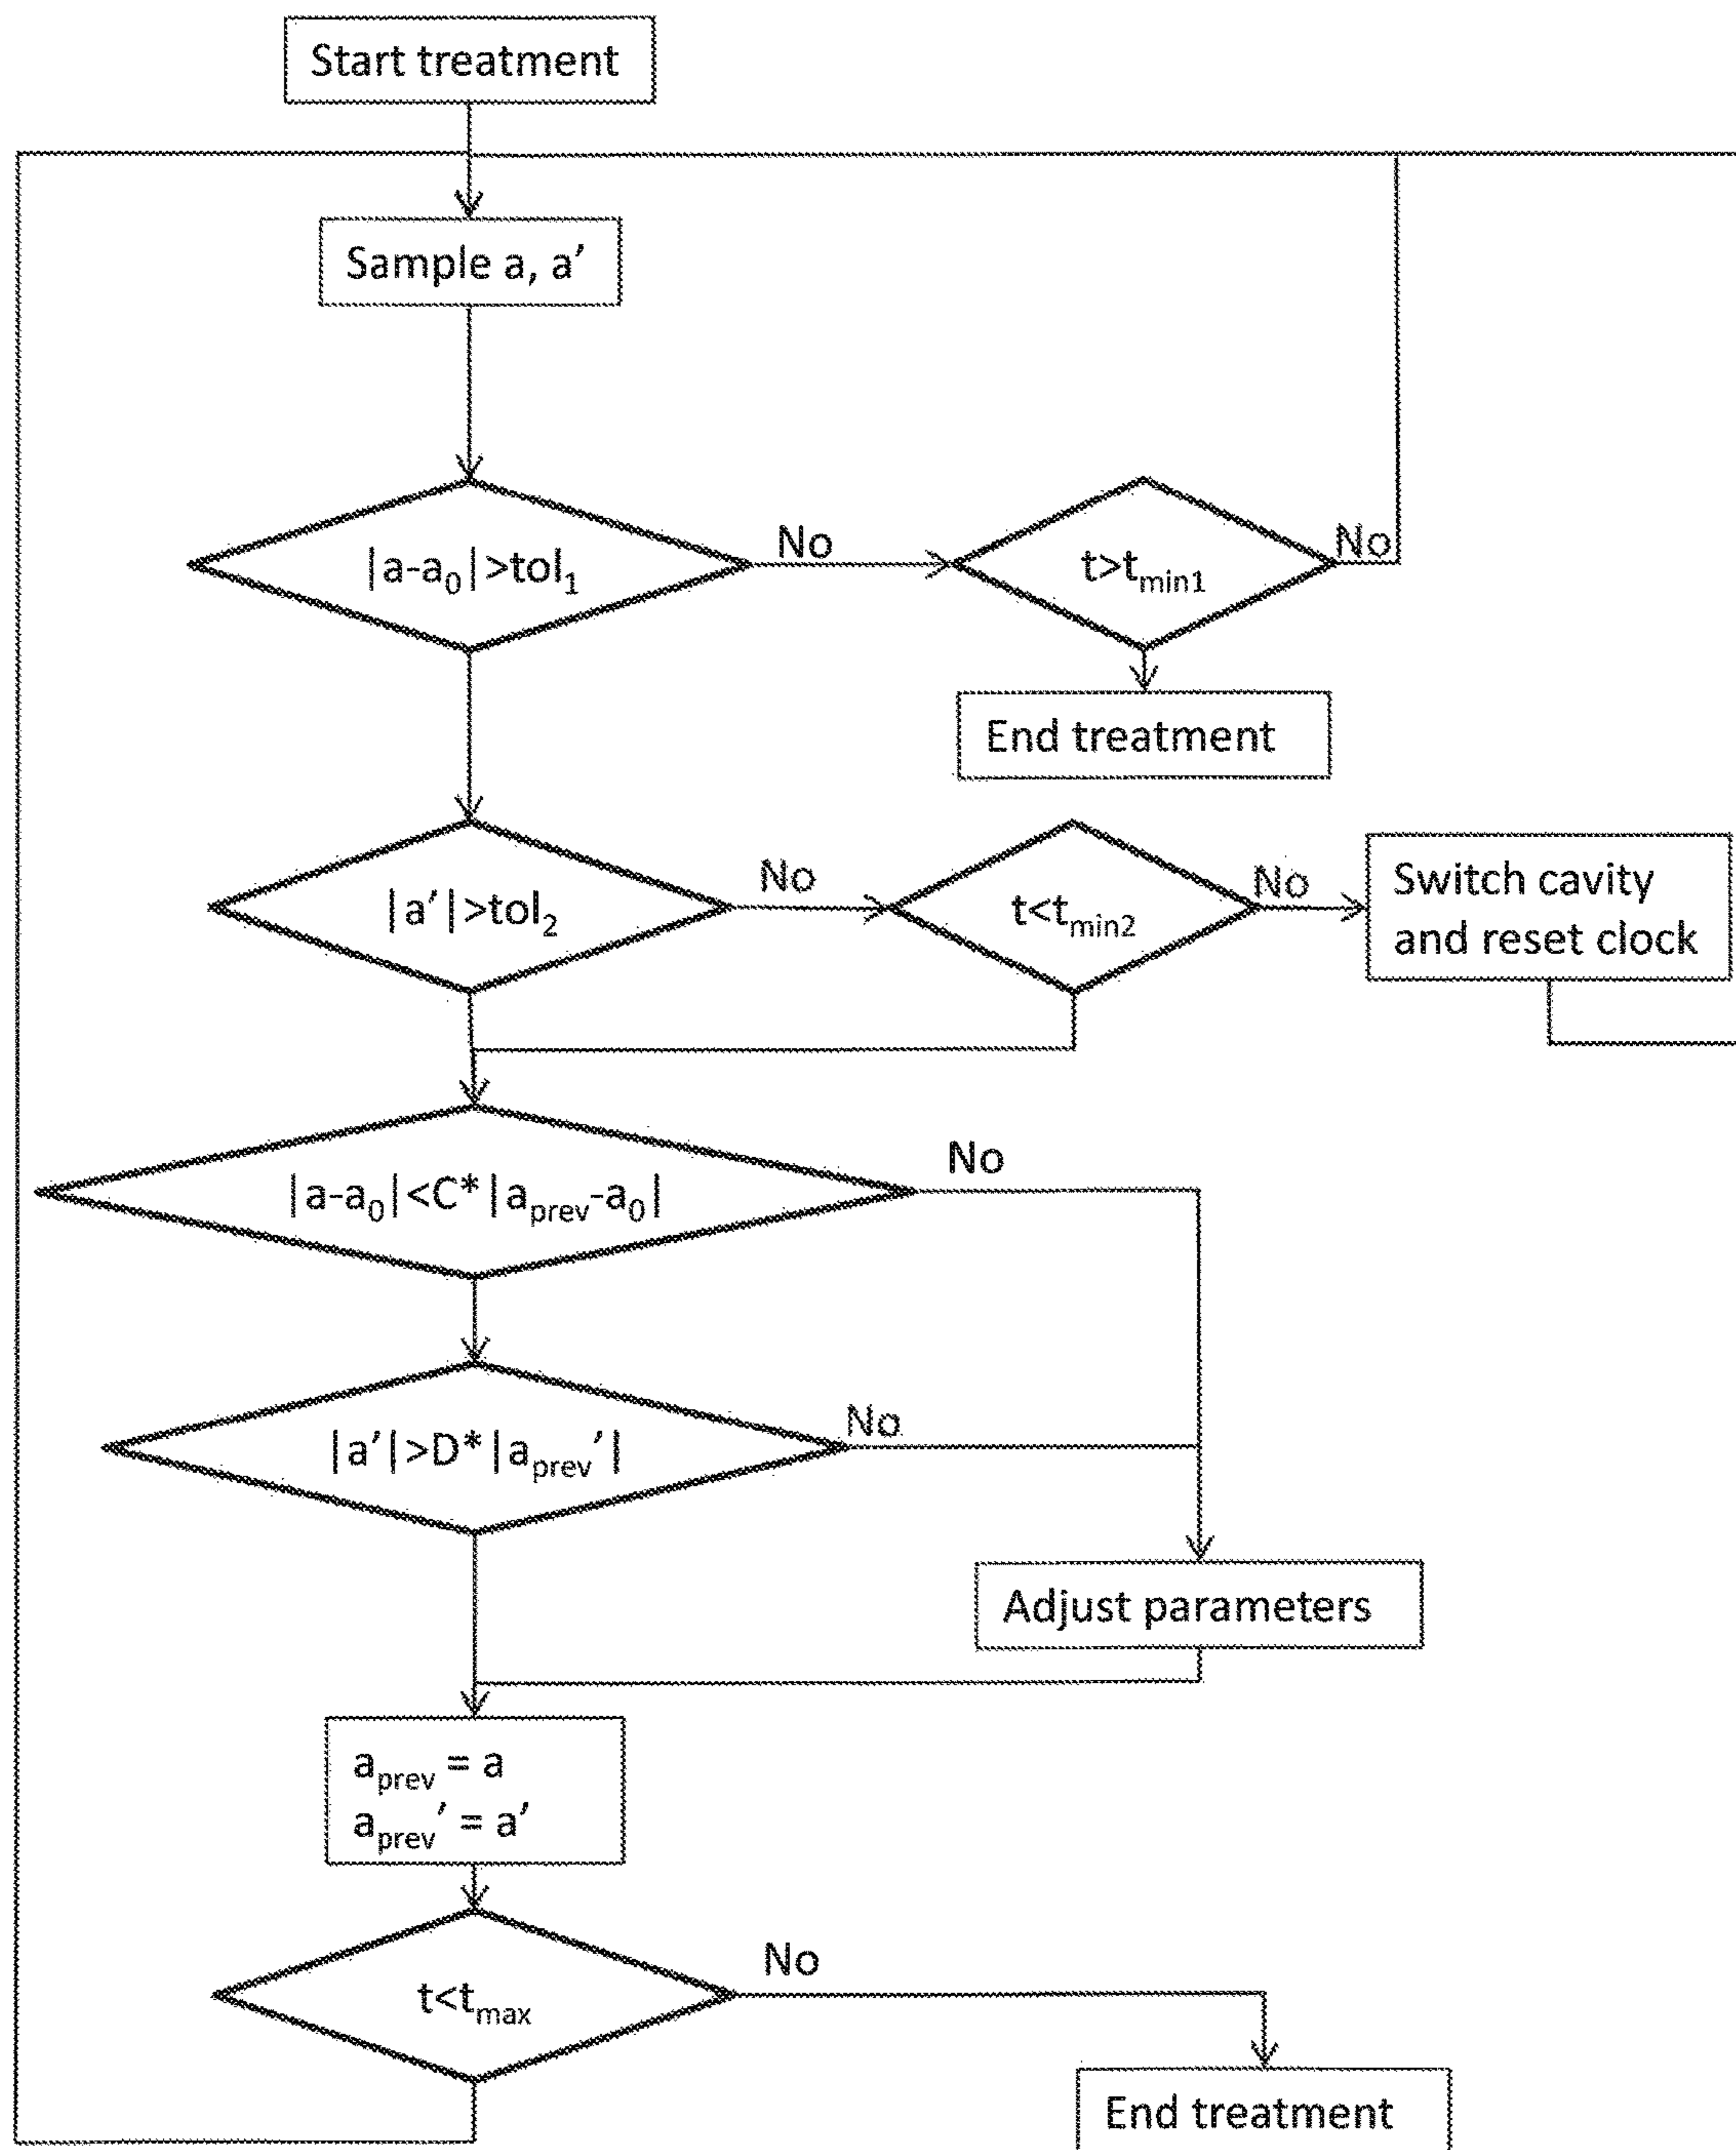 Start treatment
Sample a, a’
|a-a₀|>tol₁
No
t>tₘᵢₙ₁
No
End treatment
|a’|>tol₂
No
t<tₘᵢₙ₂
No
Switch cavity
and reset clock
|a-a₀|<C*|aₚᵣₑᵥ-a₀|
No
|a’|>D*|aₚᵣₑᵥ’|
No
Adjust parameters
aₚᵣₑᵥ = a
aₚᵣₑᵥ’ = a’
t<tₘₐₓ
No
End treatment